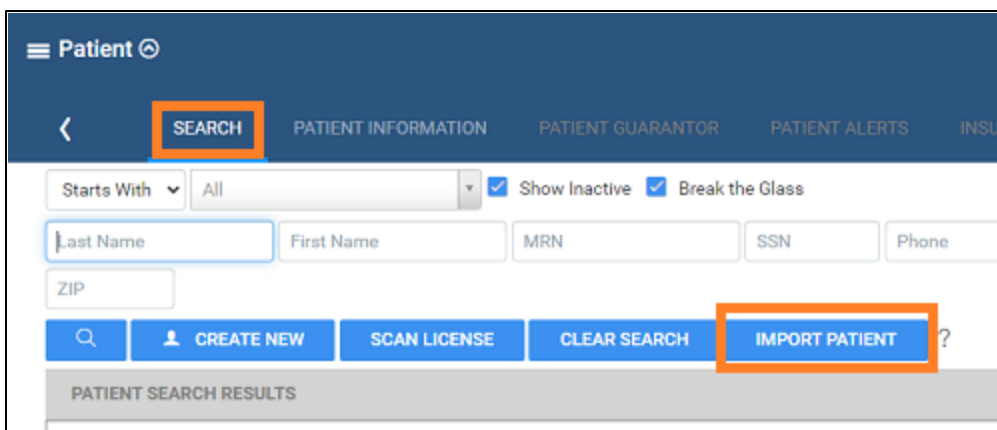 Patient
SEARCH PATIENT INFORMATION PATIENT GUARANTOR PATIENT ALERTS INSU
Starts With All Show Inactive Break the Glass
Last Name First Name MRN SSN Phone
ZIP
CREATE NEW SCAN LICENSE CLEAR SEARCH IMPORT PATIENT ?
PATIENT SEARCH RESULTS